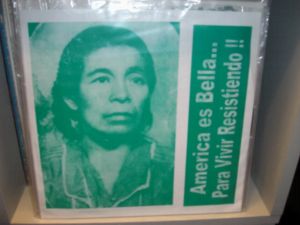 America es Bella...
Para Vivir Resistiendo !!